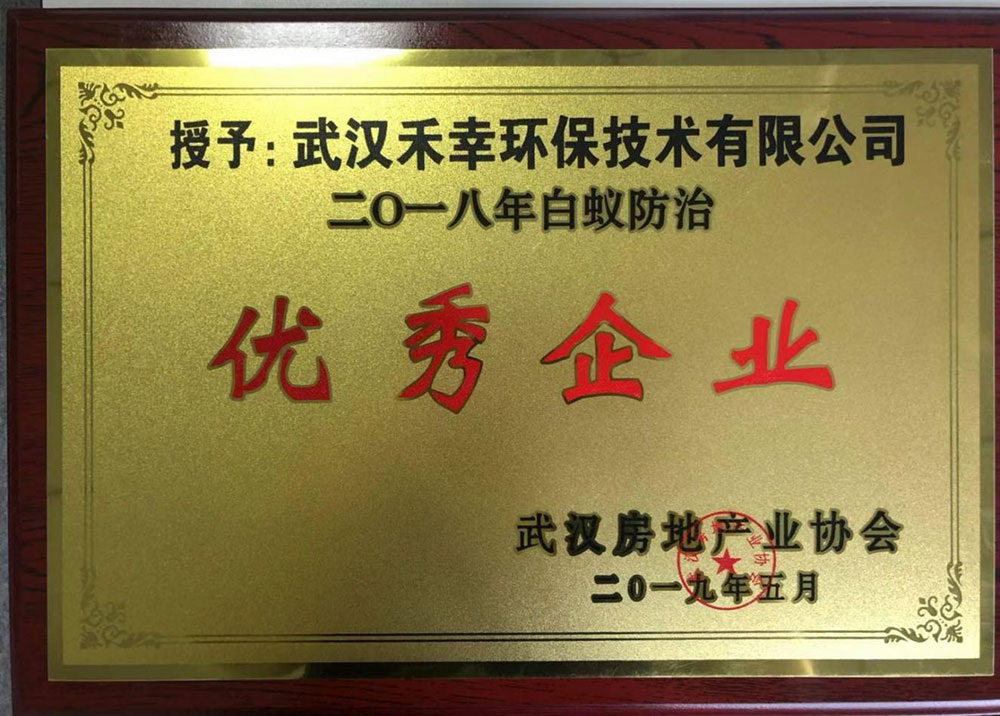 授予：武汉禾幸环保技术有限公司
二O一八年白蚁防治
优秀企业
武汉房地产业协会
二0一九年五月